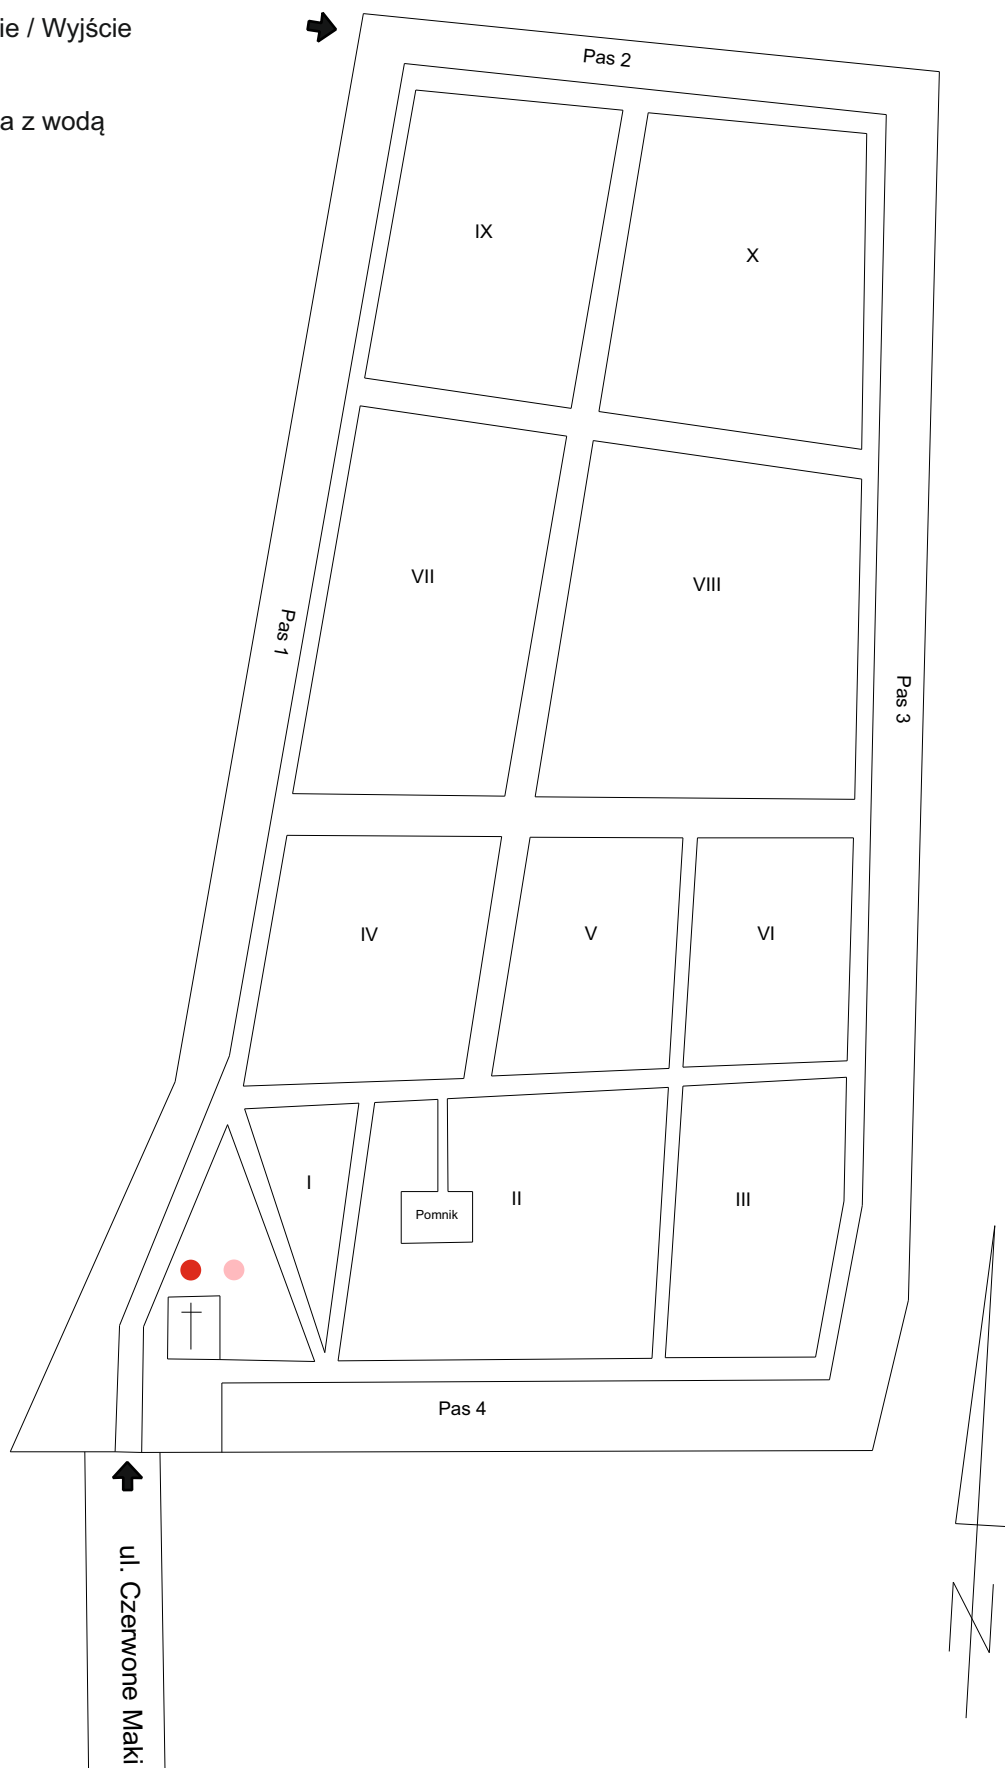 ie / Wyjście
Pas 2
a z wodą
IX
X
VII
VIII
Pas 1
Pas 3
IV
V
VI
I
II
III
Pomnik
Pas 4
ul. Czerwone Maki
N